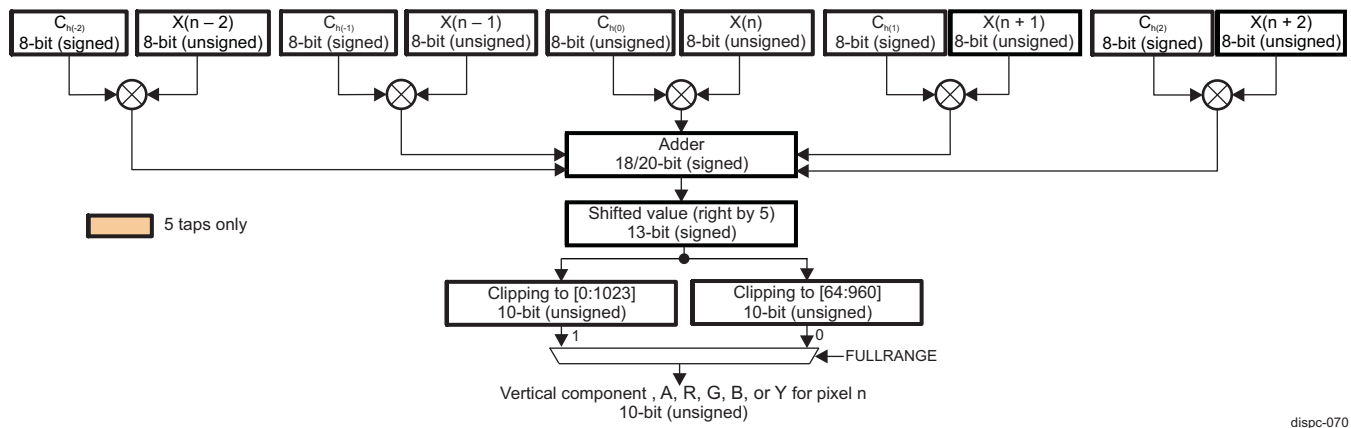 C h(-2)
8-bit (signed)
X(n – 2)
8-bit (unsigned)
C h(-1)
8-bit (signed)
X(n – 1)
8-bit (unsigned)
C h(0)
8-bit (signed)
X(n)
8-bit (unsigned)
C h(1)
8-bit (signed)
X(n + 1)
8-bit (unsigned)
C h(2)
8-bit (signed)
X(n + 2)
8-bit (unsigned)
Adder
18/20-bit (signed)
5 taps only
Shifted value (right by 5)
13-bit (signed)
Clipping to [0:1023]
10-bit (unsigned)
Clipping to [64:960]
10-bit (unsigned)
1
0
FULLRANGE
Vertical component , A, R, G, B, or Y for pixel n
10-bit (unsigned)
dispc-070